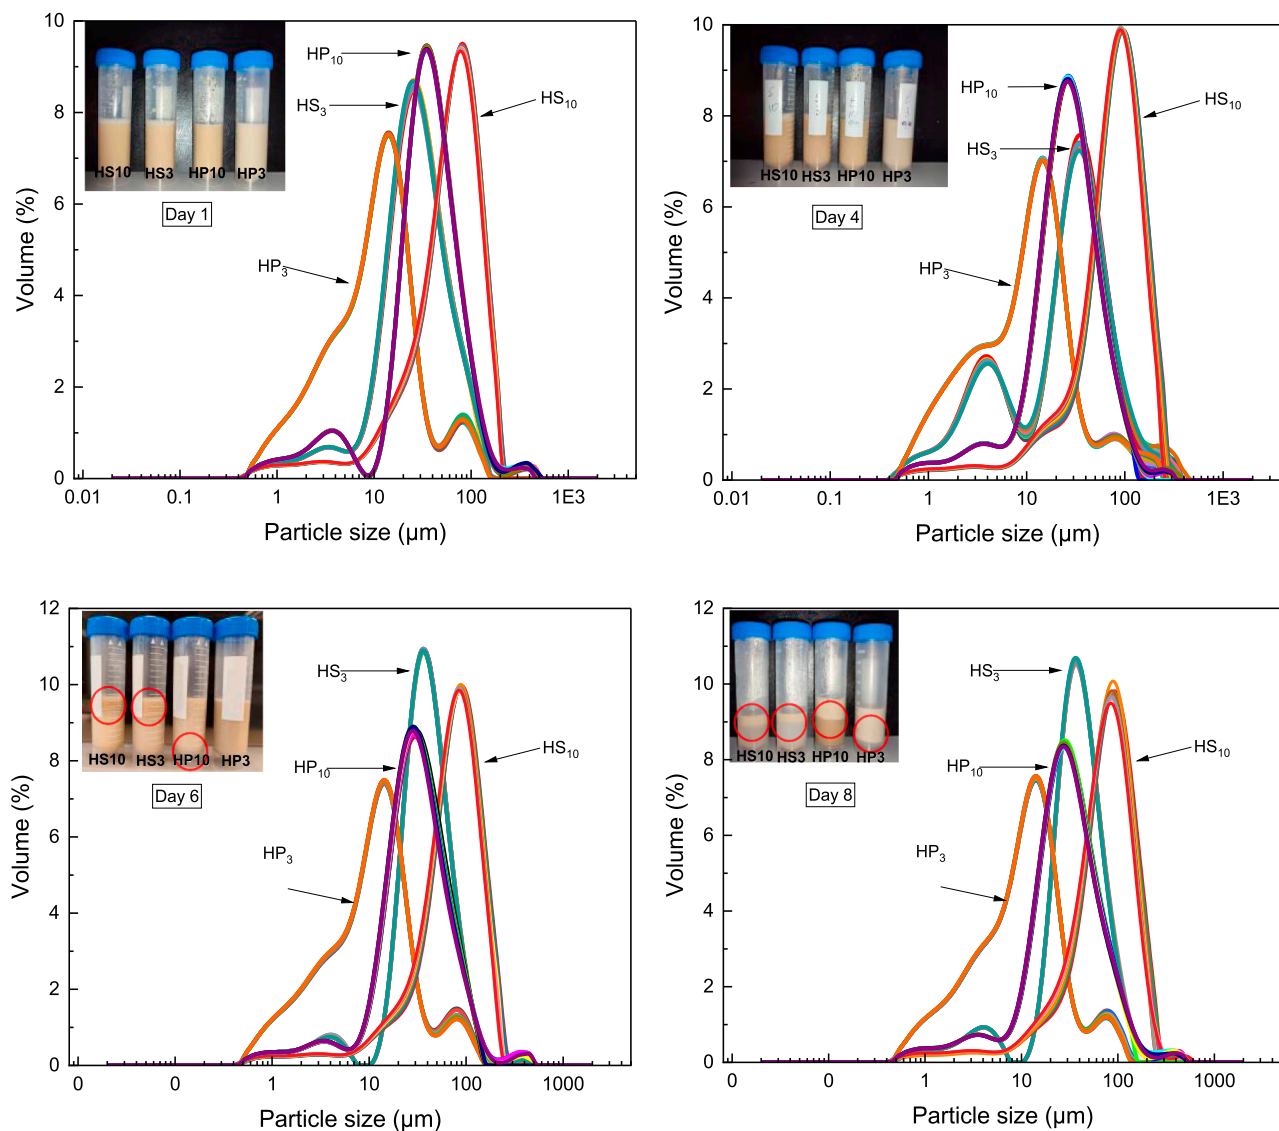 10
8
6
4
2
0
Volume (%)
0.01
0.1
1
10
100
1E3
Particle size (µm)
HS10
HS3
HP10
HP3
Day 1
HP10
HS3
HS10
HP3
10
8
6
4
2
0
Volume (%)
0.01
0.1
1
10
100
1E3
Particle size (µm)
HS10
HS3
HP10
HP3
Day 4
HP10
HS3
HS10
HP3
12
10
8
6
4
2
0
Volume (%)
0
0
1
10
100
1000
Particle size (µm)
HS10
HS3
HP10
HP3
Day 6
HS3
HP10
HS10
HP3
12
10
8
6
4
2
0
Volume (%)
0
0
1
10
100
1000
Particle size (µm)
HS10
HS3
HP10
HP3
Day 8
HS3
HP10
HS10
HP3